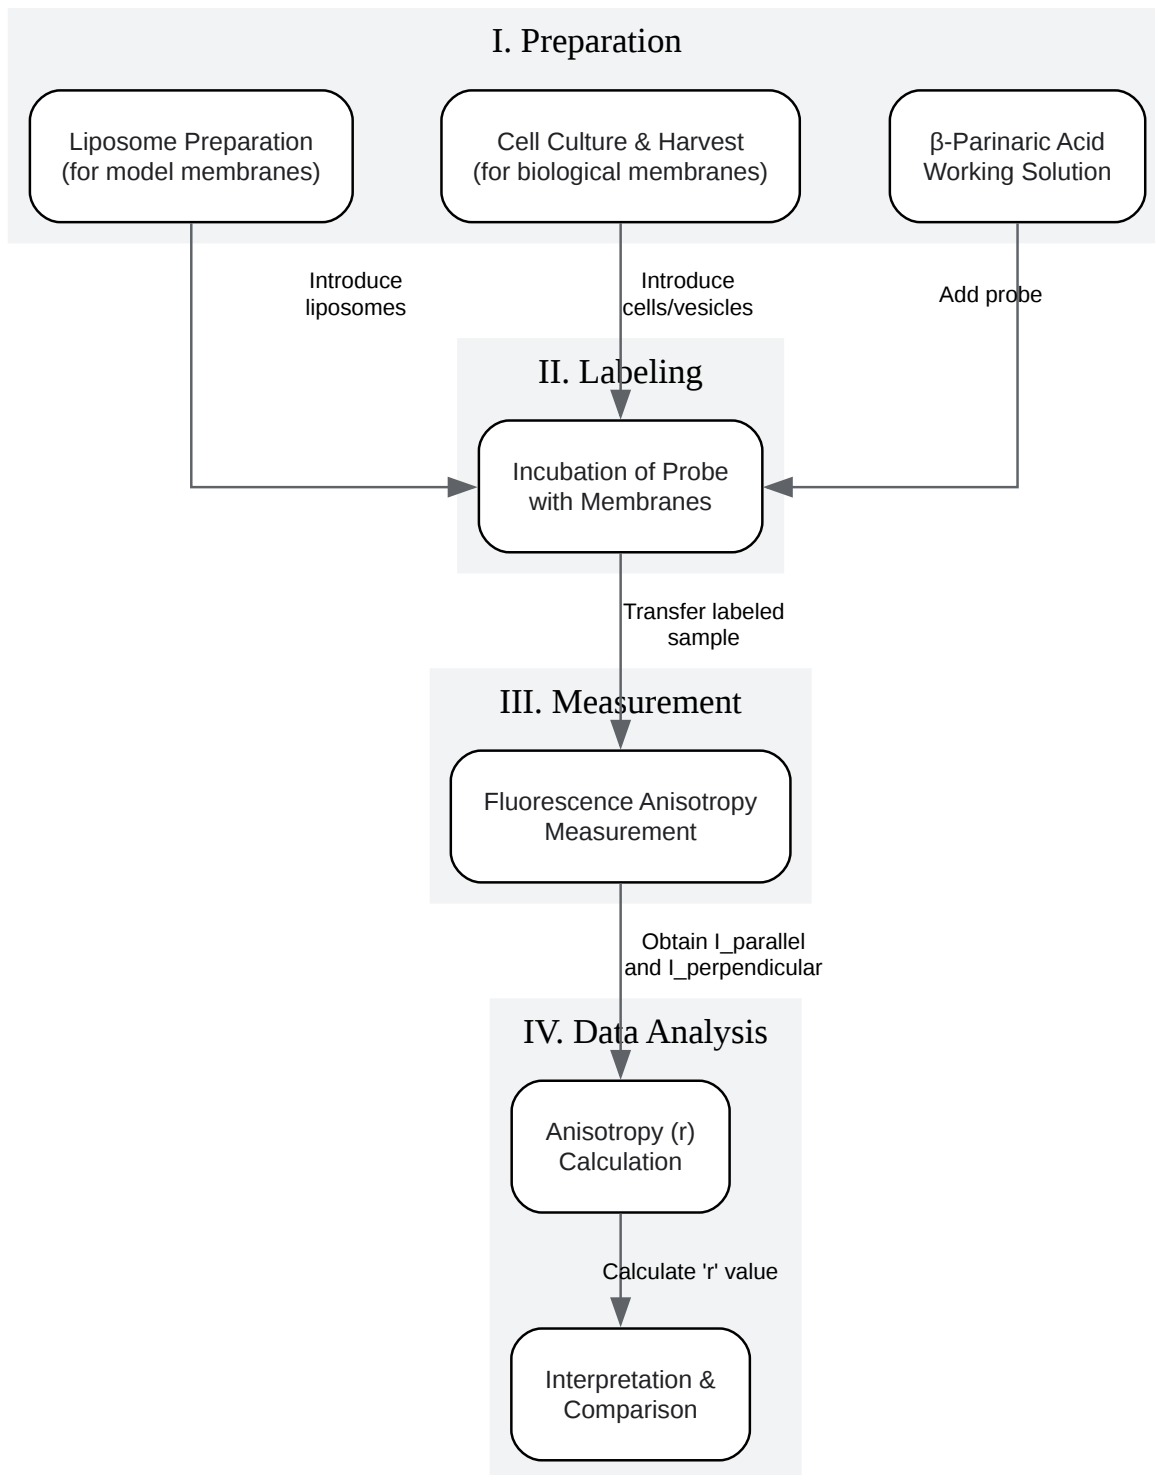 I. Preparation
Liposome Preparation
(for model membranes)
Cell Culture & Harvest
(for biological membranes)
β-Parinaric Acid
Working Solution
Introduce
liposomes
Introduce
cells/vesicles
Add probe
II. Labeling
Incubation of Probe
with Membranes
Transfer labeled
sample
III. Measurement
Fluorescence Anisotropy
Measurement
Obtain I_parallel
and I_perpendicular
IV. Data Analysis
Anisotropy (r)
Calculation
Calculate 'r' value
Interpretation &
Comparison